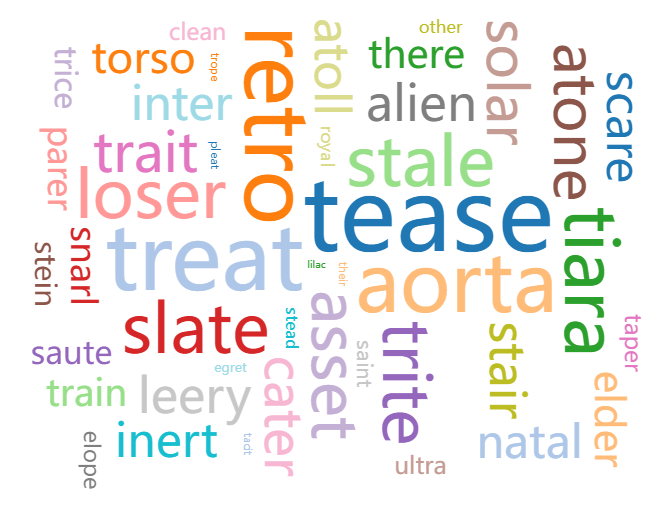 clean
other
torso
trope
retro
atoll
there
solar
atone
trice
inter
alien
scare
parer
trait
pleat
royal
stale
loser
tease
treat
tiara
stein
snarl
lilac
their
aorta
slate
stead
asset
trite
stair
taper
saute
egret
saint
train
leery
cater
elder
inert
natal
elope
ultra